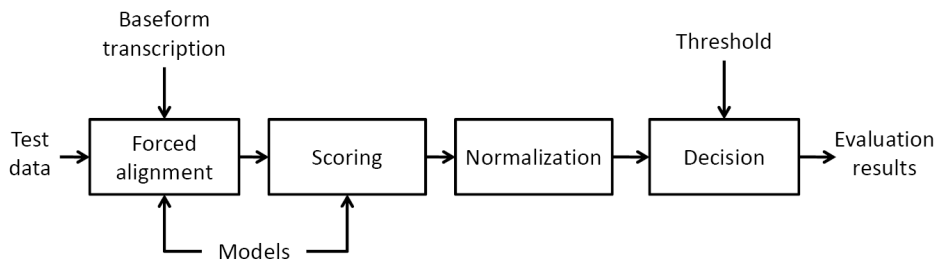 Baseform
transcription
Threshold
Test
data
Forced
alignment
Scoring
Normalization
Decision
Evaluation
results
Models